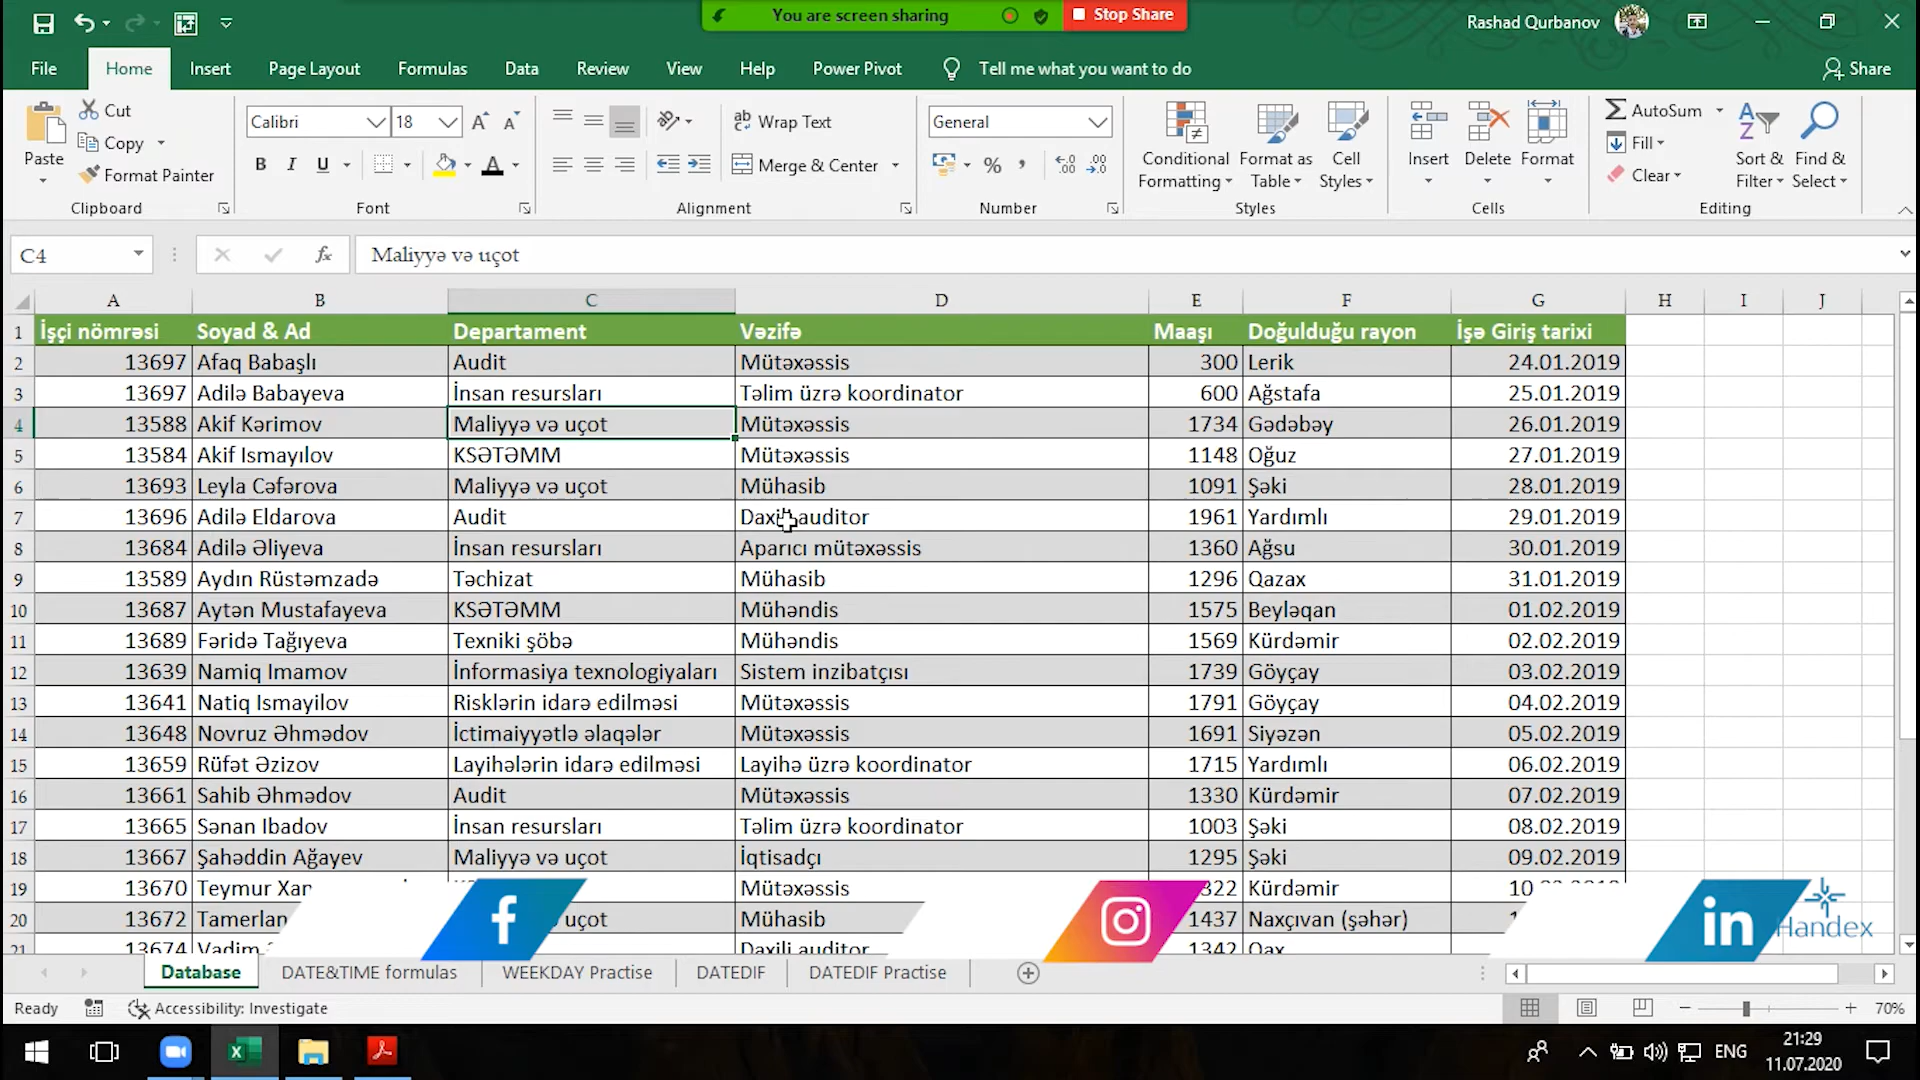 You are screen sharing
Stop Share
Rashad Qurbanov
File Home Insert Page Layout Formulas Data Review View Help Power Pivot Tell me what you want to do Share
Paste
Cut
Copy
Format Painter
Clipboard
Calibri 18
B I U
Font
Wrap Text
Merge & Center
Alignment
General
%
Number
Conditional Formatting
Format as Table
Cell Styles
Styles
Insert Delete Format
Cells
AutoSum
Fill
Clear
Sort & Filter
Find & Select
Editing
C4 fx Maliyyə və uçot
A B C D E F G H I J
1 İşçi nömrəsi Soyad & Ad Departament Vəzifə Maaşı Doğulduğu rayon İşə Giriş tarixi
2 13697 Afaq Babaşlı Audit Mütəxəssis 300 Lerik 24.01.2019
3 13697 Adilə Babayeva İnsan resursları Təlim üzrə koordinator 600 Ağstafa 25.01.2019
4 13588 Akif Kərimov Maliyyə və uçot Mütəxəssis 1734 Gədəbəy 26.01.2019
5 13584 Akif Ismayılov KSƏTƏMM Mütəxəssis 1148 Oğuz 27.01.2019
6 13693 Leyla Cəfərova Maliyyə və uçot Mühasib 1091 Şəki 28.01.2019
7 13696 Adilə Eldarova Audit Daxili auditor 1961 Yardımlı 29.01.2019
8 13684 Adilə Əliyeva İnsan resursları Aparıcı mütəxəssis 1360 Ağsu 30.01.2019
9 13589 Aydın Rüstəmzadə Təchizat Mühasib 1296 Qazax 31.01.2019
10 13687 Aytən Mustafayeva KSƏTƏMM Mühəndis 1575 Beyləqan 01.02.2019
11 13689 Fəridə Tağıyeva Texniki şöbə Mühəndis 1569 Kürdəmir 02.02.2019
12 13639 Namiq Imamov İnformasiya texnologiyaları Sistem inzibatçısı 1739 Göyçay 03.02.2019
13 13641 Natiq Ismayilov Risklərin idarə edilməsi Mütəxəssis 1791 Göyçay 04.02.2019
14 13648 Novruz Əhmədov İctimaiyyətlə əlaqələr Mütəxəssis 1691 Siyəzən 05.02.2019
15 13659 Rüfət Əzizov Layihələrin idarə edilməsi Layihə üzrə koordinator 1715 Yardımlı 06.02.2019
16 13661 Sahib Əhmədov Audit Mütəxəssis 1330 Kürdəmir 07.02.2019
17 13665 Sənan Ibadov İnsan resursları Təlim üzrə koordinator 1003 Şəki 08.02.2019
18 13667 Şahəddin Ağayev Maliyyə və uçot İqtisadçı 1295 Şəki 09.02.2019
19 13670 Teymur Mütəxəssis 322 Kürdəmir 10
20 13672 Tamerlan uçot Mühasib 1437 Naxçıvan (şəhər)
21 13674 Vadim Daxili auditor 1342 Qax
f in Handex
Database DATE&TIME formulas WEEKDAY Practise DATEDIF DATEDIF Practise
Ready Accessibility: Investigate 70%
ENG
21:29
11.07.2020